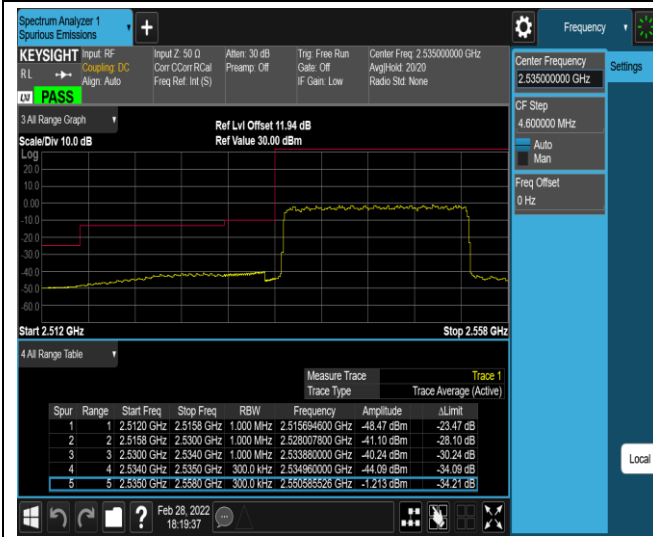 Spectrum Analyzer 1
Spurious Emissions
Frequency
KEYSIGHT
RL
LNI PASS
Input: RF
Coupling: DC
Align: Auto
Input Z: 50 Ω
Corr CCorr RCal
Freq Ref: Int (S)
Atten: 30 dB
Preamp: Off
Trig: Free Run
Gate: Off
IF Gain: Low
Center Freq: 2.535000000 GHz
Avg|Hold: 20/20
Radio Std: None
Center Frequency
2.535000000 GHz
Settings
CF Step
4.600000 MHz
Auto
Man
Freq Offset
0 Hz
3 All Range Graph
Scale/Div 10.0 dB
Ref Lvl Offset 11.94 dB
Ref Value 30.00 dBm
Log
20.0
10.0
0.00
-10.0
-20.0
-30.0
-40.0
-50.0
-60.0
Start 2.512 GHz
Stop 2.558 GHz
4 All Range Table
Measure Trace Trace 1
Trace Type Trace Average (Active)
Spur Range Start Freq Stop Freq RBW Frequency Amplitude ΔLimit
1 1 2.5120 GHz 2.5158 GHz 1.000 MHz 2.515694600 GHz -48.47 dBm -23.47 dB
2 2 2.5158 GHz 2.5300 GHz 1.000 MHz 2.528007800 GHz -41.10 dBm -28.10 dB
3 3 2.5300 GHz 2.5340 GHz 1.000 MHz 2.533880000 GHz -40.24 dBm -30.24 dB
4 4 2.5340 GHz 2.5350 GHz 300.0 kHz 2.534960000 GHz -44.09 dBm -34.09 dB
5 5 2.5350 GHz 2.5580 GHz 300.0 kHz 2.550585526 GHz -1.213 dBm -34.21 dB
Local
Feb 28, 2022
18:19:37